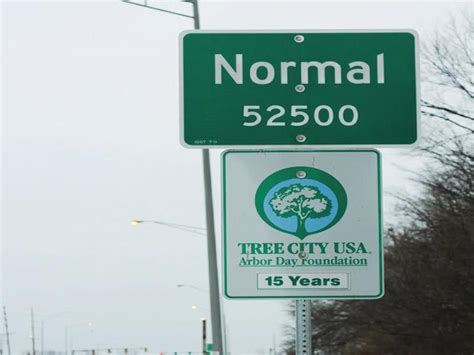 Normal
52500
TREE CITY USA
Arbor Day Foundation
15 Years